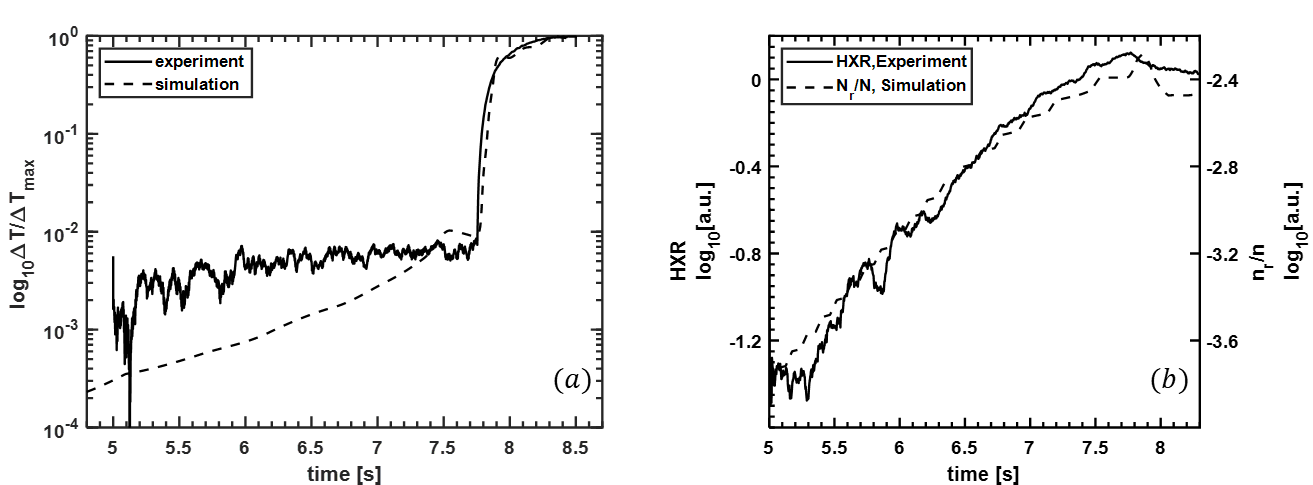 log10 ΔT/ΔTmax
10^0
10^-1
10^-2
10^-3
10^-4
experiment
simulation
(a)
5 5.5 6 6.5 7 7.5 8 8.5
time [s]
HXR
log10[a.u.]
0
-0.4
-0.8
-1.2
HXR,Experiment
Nr/N, Simulation
(b)
5 5.5 6 6.5 7 7.5 8
time [s]
-2.4
-2.8
-3.2
-3.6
nr/n
log10[a.u.]